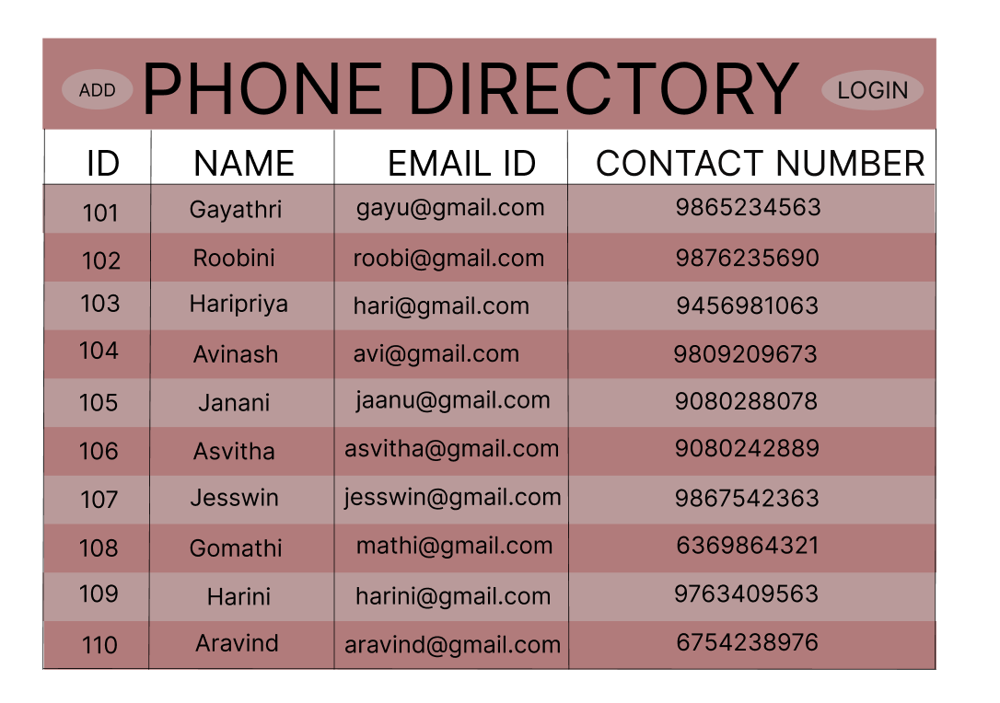 ADD PHONE DIRECTORY LOGIN
ID NAME EMAIL ID CONTACT NUMBER
101 Gayathri gayu@gmail.com 9865234563
102 Roobini roobi@gmail.com 9876235690
103 Haripriya hari@gmail.com 9456981063
104 Avinash avi@gmail.com 9809209673
105 Janani jaanu@gmail.com 9080288078
106 Asvitha asvitha@gmail.com 9080242889
107 Jesswin jesswin@gmail.com 9867542363
108 Gomathi mathi@gmail.com 6369864321
109 Harini harini@gmail.com 9763409563
110 Aravind aravind@gmail.com 6754238976